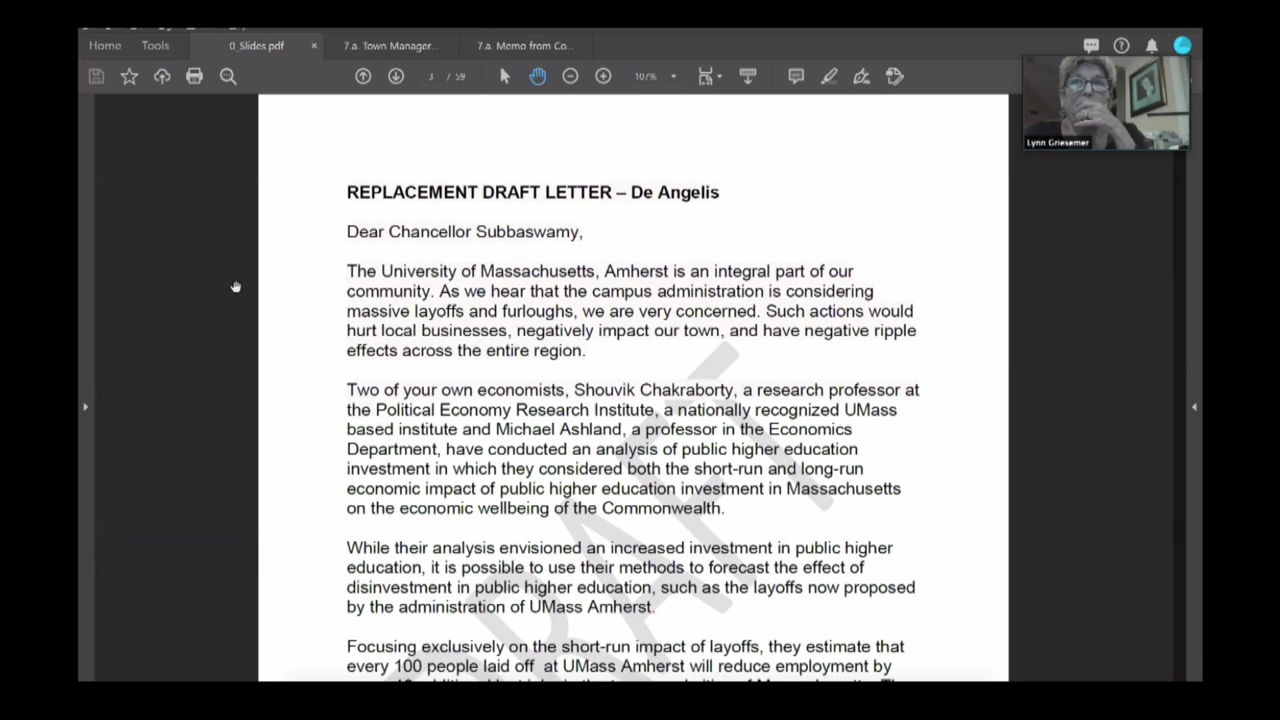 Home Tools 0_Slides.pdf × 7.a. Town Manager... 7.a. Memo from Co...
3 / 59 107%
Lynn Griesemer
REPLACEMENT DRAFT LETTER – De Angelis
Dear Chancellor Subbaswamy,
The University of Massachusetts, Amherst is an integral part of our
community. As we hear that the campus administration is considering
massive layoffs and furloughs, we are very concerned. Such actions would
hurt local businesses, negatively impact our town, and have negative ripple
effects across the entire region.
Two of your own economists, Shouvik Chakraborty, a research professor at
the Political Economy Research Institute, a nationally recognized UMass
based institute and Michael Ashland, a professor in the Economics
Department, have conducted an analysis of public higher education
investment in which they considered both the short-run and long-run
economic impact of public higher education investment in Massachusetts
on the economic wellbeing of the Commonwealth.
While their analysis envisioned an increased investment in public higher
education, it is possible to use their methods to forecast the effect of
disinvestment in public higher education, such as the layoffs now proposed
by the administration of UMass Amherst.
Focusing exclusively on the short-run impact of layoffs, they estimate that
every 100 people laid off at UMass Amherst will reduce employment by
DRAFT